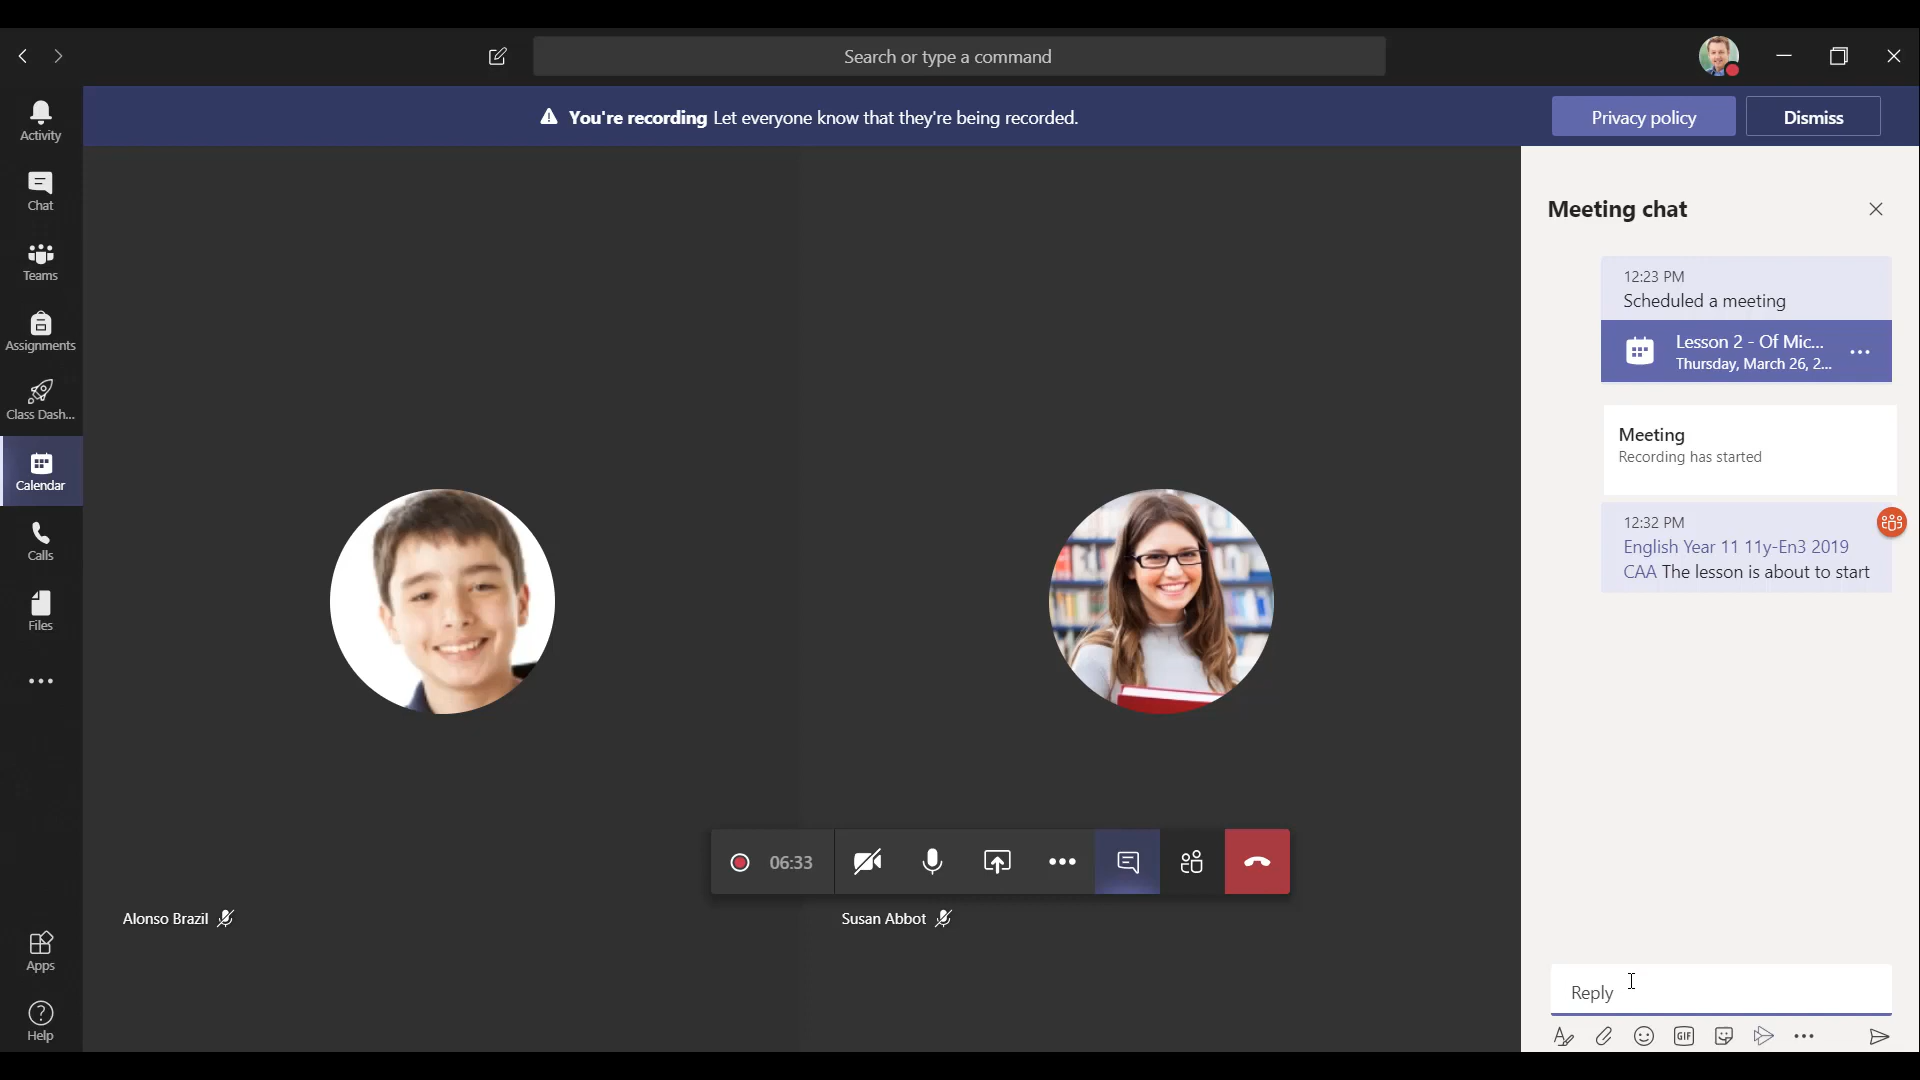 Search or type a command
You're recording Let everyone know that they're being recorded.
Privacy policy
Dismiss
Activity
Chat
Teams
Assignments
Class Dash...
Calendar
Calls
Files
Apps
Help
Alonso Brazil
Susan Abbot
06:33
Meeting chat
12:23 PM
Scheduled a meeting
Lesson 2 - Of Mic...
Thursday, March 26, 2...
Meeting
Recording has started
12:32 PM
English Year 11 11y-En3 2019
CAA The lesson is about to start
Reply
GIF